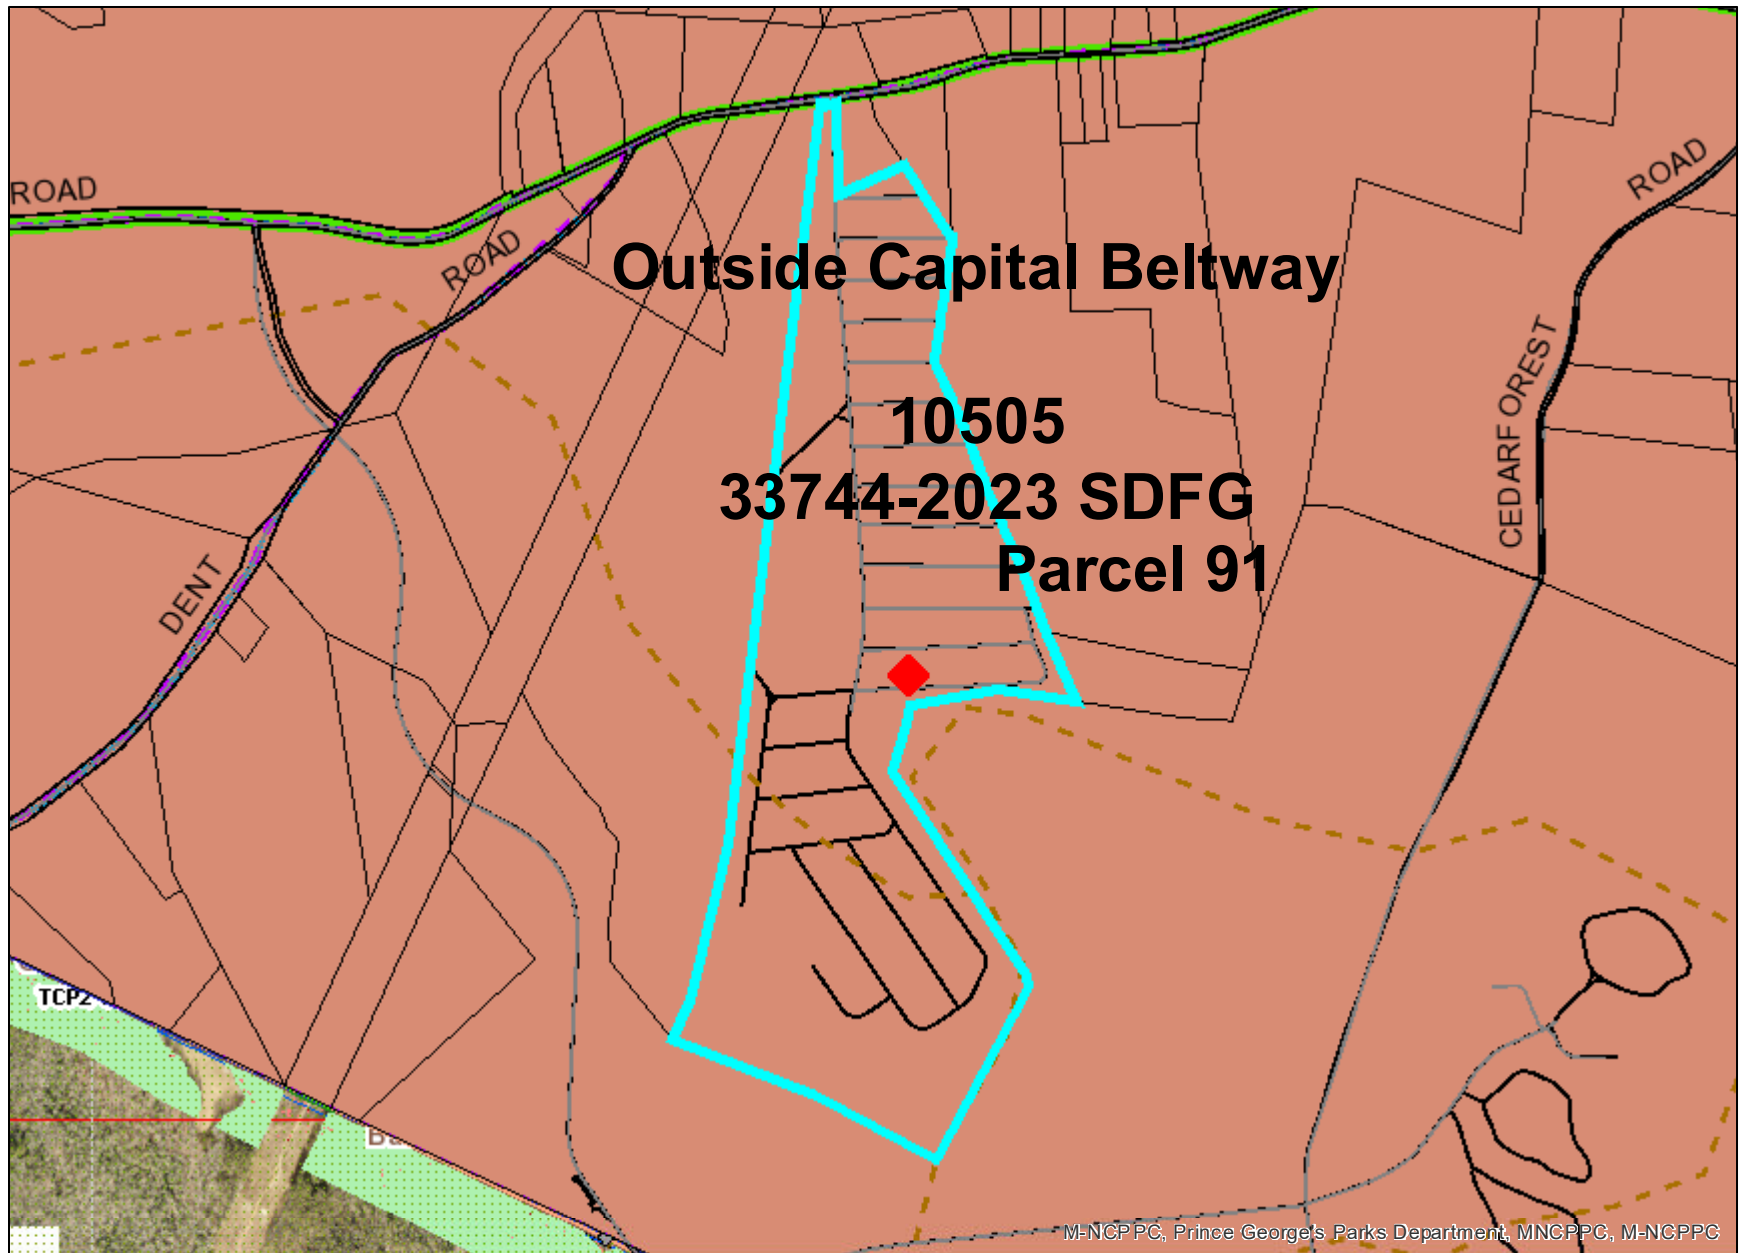 ROAD
ROAD
ROAD
Outside Capital Beltway
CEDARF OREST
10505
33744-2023 SDFG
Parcel 91
DENT
TCP2
M-NCPPC, Prince George's Parks Department, MNCPPC, M-NCPPC